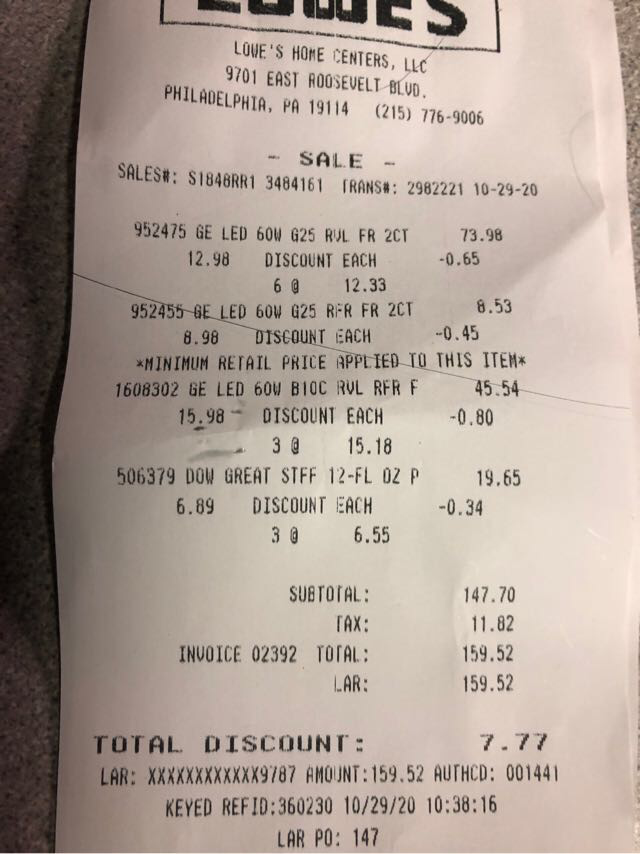 LOWE'S
LOWE'S HOME CENTERS, LLC
9701 EAST ROOSEVELT BLVD.
PHILADELPHIA, PA 19114 (215) 776-9006
- SALE -
SALES#: S1848RR1 3484161 TRANS#: 2982221 10-29-20
952475 GE LED 60W G25 RVL FR 2CT 73.98
12.98 DISCOUNT EACH -0.65
6 @ 12.33
952455 GE LED 60W G25 RFR FR 2CT 8.53
8.98 DISCOUNT EACH -0.45
*MINIMUM RETAIL PRICE APPLIED TO THIS ITEM*
1608302 GE LED 60W BIOC RVL RFR F 45.54
15.98 DISCOUNT EACH -0.80
3 @ 15.18
506379 DOW GREAT STFF 12-FL OZ P 19.65
6.89 DISCOUNT EACH -0.34
3 @ 6.55
SUBTOTAL: 147.70
TAX: 11.82
INVOICE 02392 TOTAL: 159.52
LAR: 159.52
TOTAL DISCOUNT: 7.77
LAR: XXXXXXXXXXXX9787 AMOUNT:159.52 AUTHCD: 001441
KEYED REFID:360230 10/29/20 10:38:16
LAR PO: 147